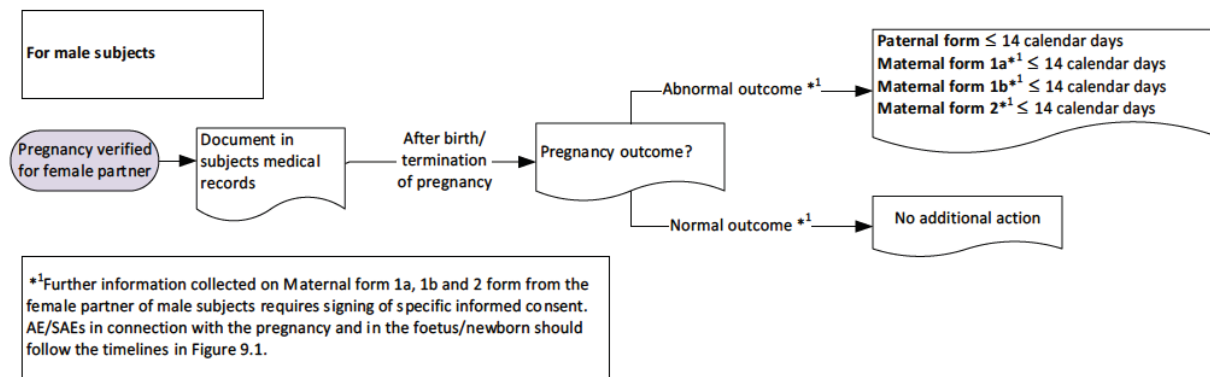 For male subjects
Pregnancy verified
for female partner
Document in
subjects medical
records
After birth/
termination
of pregnancy
Pregnancy outcome?
Abnormal outcome *1
Paternal form ≤ 14 calendar days
Maternal form 1a*1 ≤ 14 calendar days
Maternal form 1b*1 ≤ 14 calendar days
Maternal form 2*1 ≤ 14 calendar days
Normal outcome *1
No additional action
*1Further information collected on Maternal form 1a, 1b and 2 form from the
female partner of male subjects requires signing of specific informed consent.
AE/SAEs in connection with the pregnancy and in the foetus/newborn should
follow the timelines in Figure 9.1.